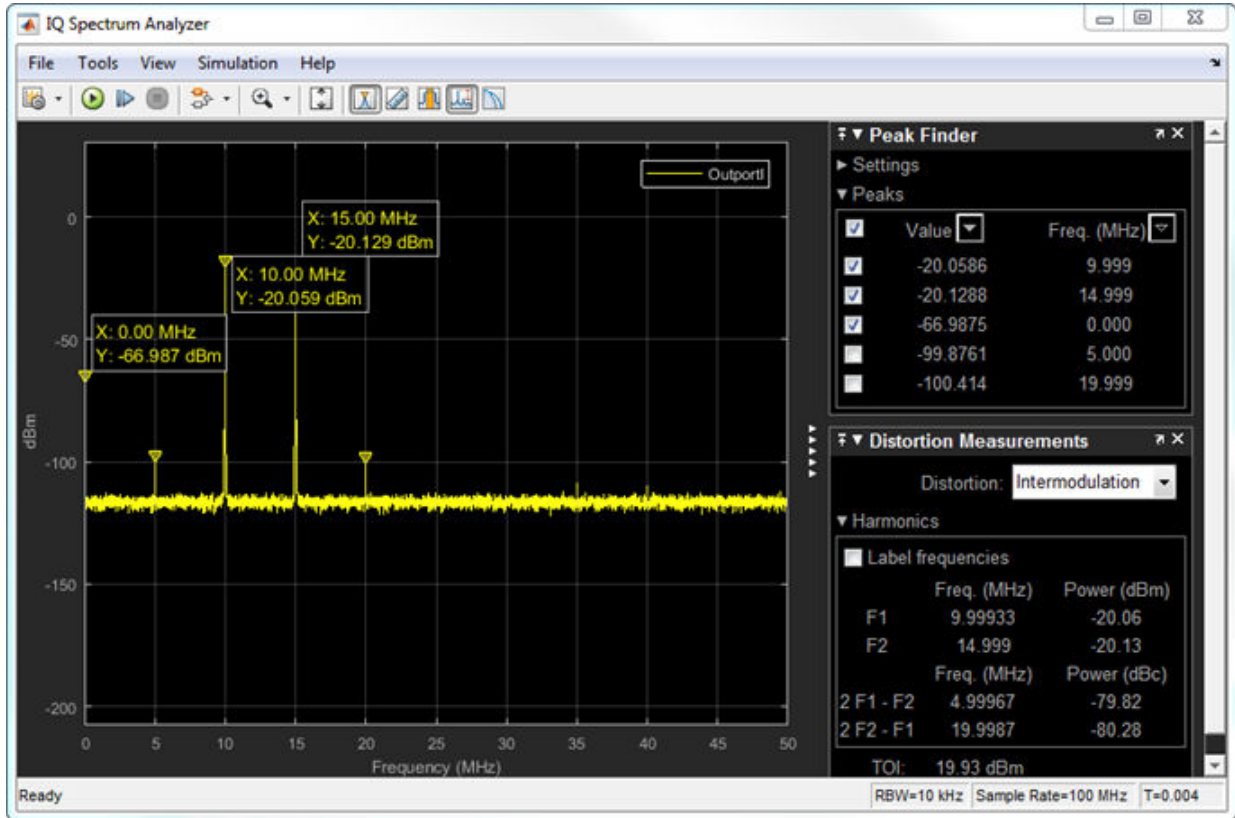 IQ Spectrum Analyzer
File Tools View Simulation Help
OutportI
X: 15.00 MHz
Y: -20.129 dBm
X: 10.00 MHz
Y: -20.059 dBm
X: 0.00 MHz
Y: -66.987 dBm
0
-50
-100
-150
-200
dBm
0 5 10 15 20 25 30 35 40 45 50
Frequency (MHz)
Peak Finder
Settings
Peaks
Value Freq. (MHz)
-20.0586 9.999
-20.1288 14.999
-66.9875 0.000
-99.8761 5.000
-100.414 19.999
Distortion Measurements
Distortion: Intermodulation
Harmonics
Label frequencies
Freq. (MHz) Power (dBm)
F1 9.99933 -20.06
F2 14.999 -20.13
Freq. (MHz) Power (dBc)
2 F1 - F2 4.99967 -79.82
2 F2 - F1 19.9987 -80.28
TOI: 19.93 dBm
Ready
RBW=10 kHz Sample Rate=100 MHz T=0.004